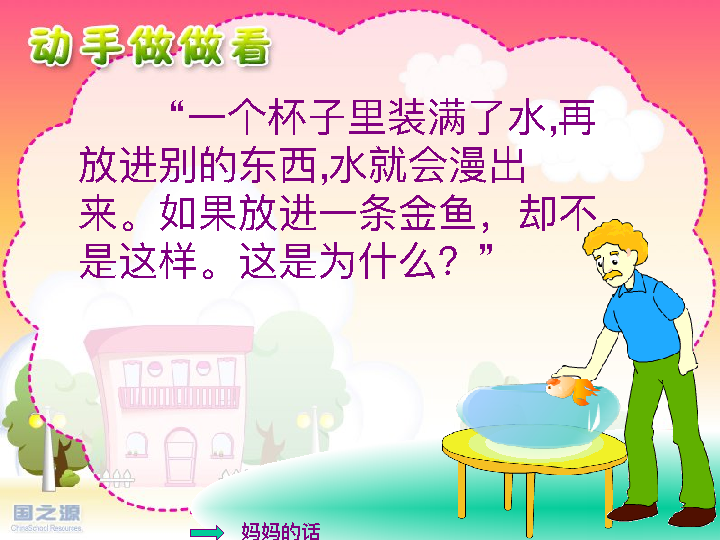 动手做做看
“一个杯子里装满了水,再
放进别的东西,水就会漫出
来。如果放进一条金鱼，却不
是这样。这是为什么？”
国之源
ChinaSchool Resources
妈妈的话